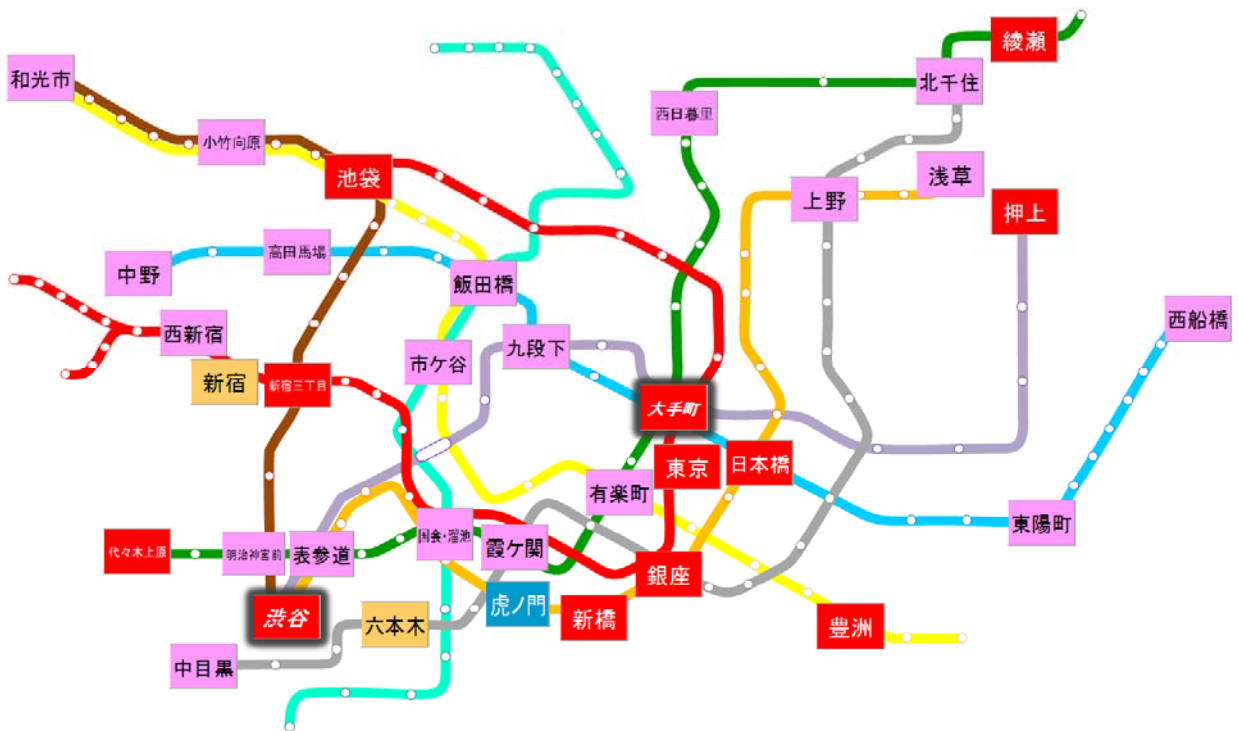 綾瀬
和光市
北千住
西日暮里
小竹向原
池袋
浅草
上野
押上
高田馬場
中野
飯田橋
西船橋
西新宿
九段下
市ケ谷
新宿
新宿三丁目
大手町
日本橋
東京
有楽町
東陽町
国会・溜池
代々木上原
明治神宮前
表参道
霞ケ関
銀座
虎ノ門
渋谷
新橋
六本木
豊洲
中目黒